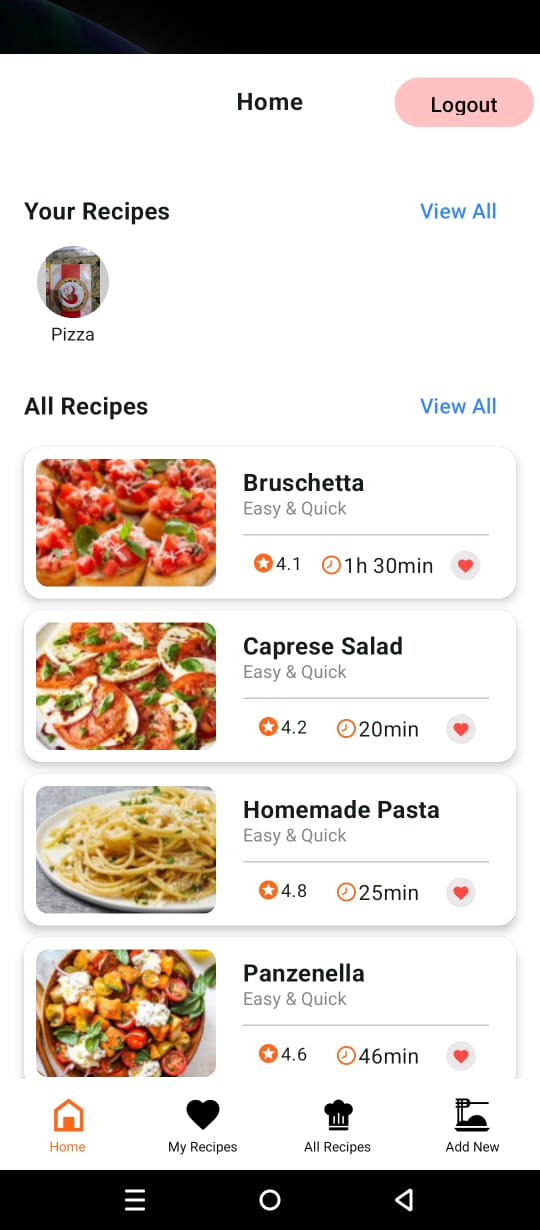 Home
Logout
Your Recipes
View All
Pizza
All Recipes
View All
Bruschetta
Easy & Quick
4.1
1h 30min
Caprese Salad
Easy & Quick
4.2
20min
Homemade Pasta
Easy & Quick
4.8
25min
Panzenella
Easy & Quick
4.6
46min
Home
My Recipes
All Recipes
Add New